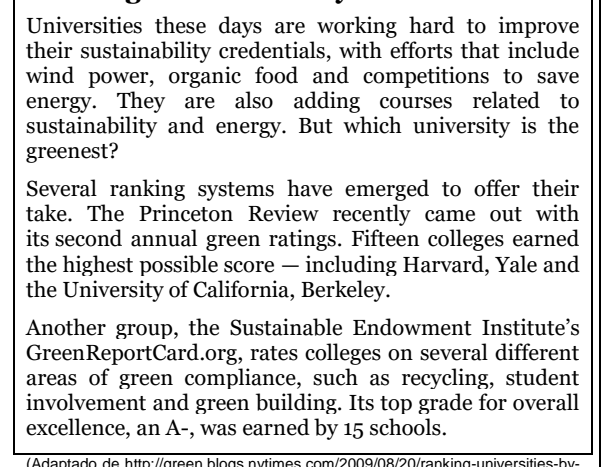 Universities these days are working hard to improve
their sustainability credentials, with efforts that include
wind power, organic food and competitions to save
energy. They are also adding courses related to
sustainability and energy. But which university is the
greenest?
Several ranking systems have emerged to offer their
take. The Princeton Review recently came out with
its second annual green ratings. Fifteen colleges earned
the highest possible score — including Harvard, Yale and
the University of California, Berkeley.
Another group, the Sustainable Endowment Institute’s
GreenReportCard.org, rates colleges on several different
areas of green compliance, such as recycling, student
involvement and green building. Its top grade for overall
excellence, an A-, was earned by 15 schools.
(Adaptado de http://green.blogs.nytimes.com/2009/08/20/ranking-universities-by-